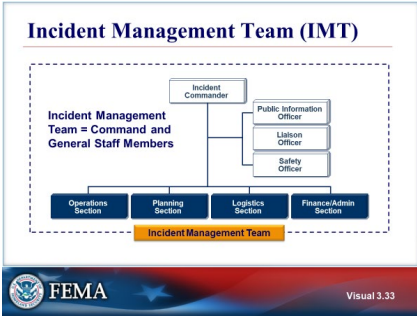 Incident Management Team (IMT)
Incident
Commander
Incident Management
Team = Command and
General Staff Members
Public Information
Officer
Liaison
Officer
Safety
Officer
Operations
Section
Planning
Section
Logistics
Section
Finance/Admin
Section
Incident Management Team
FEMA
Visual 3.33